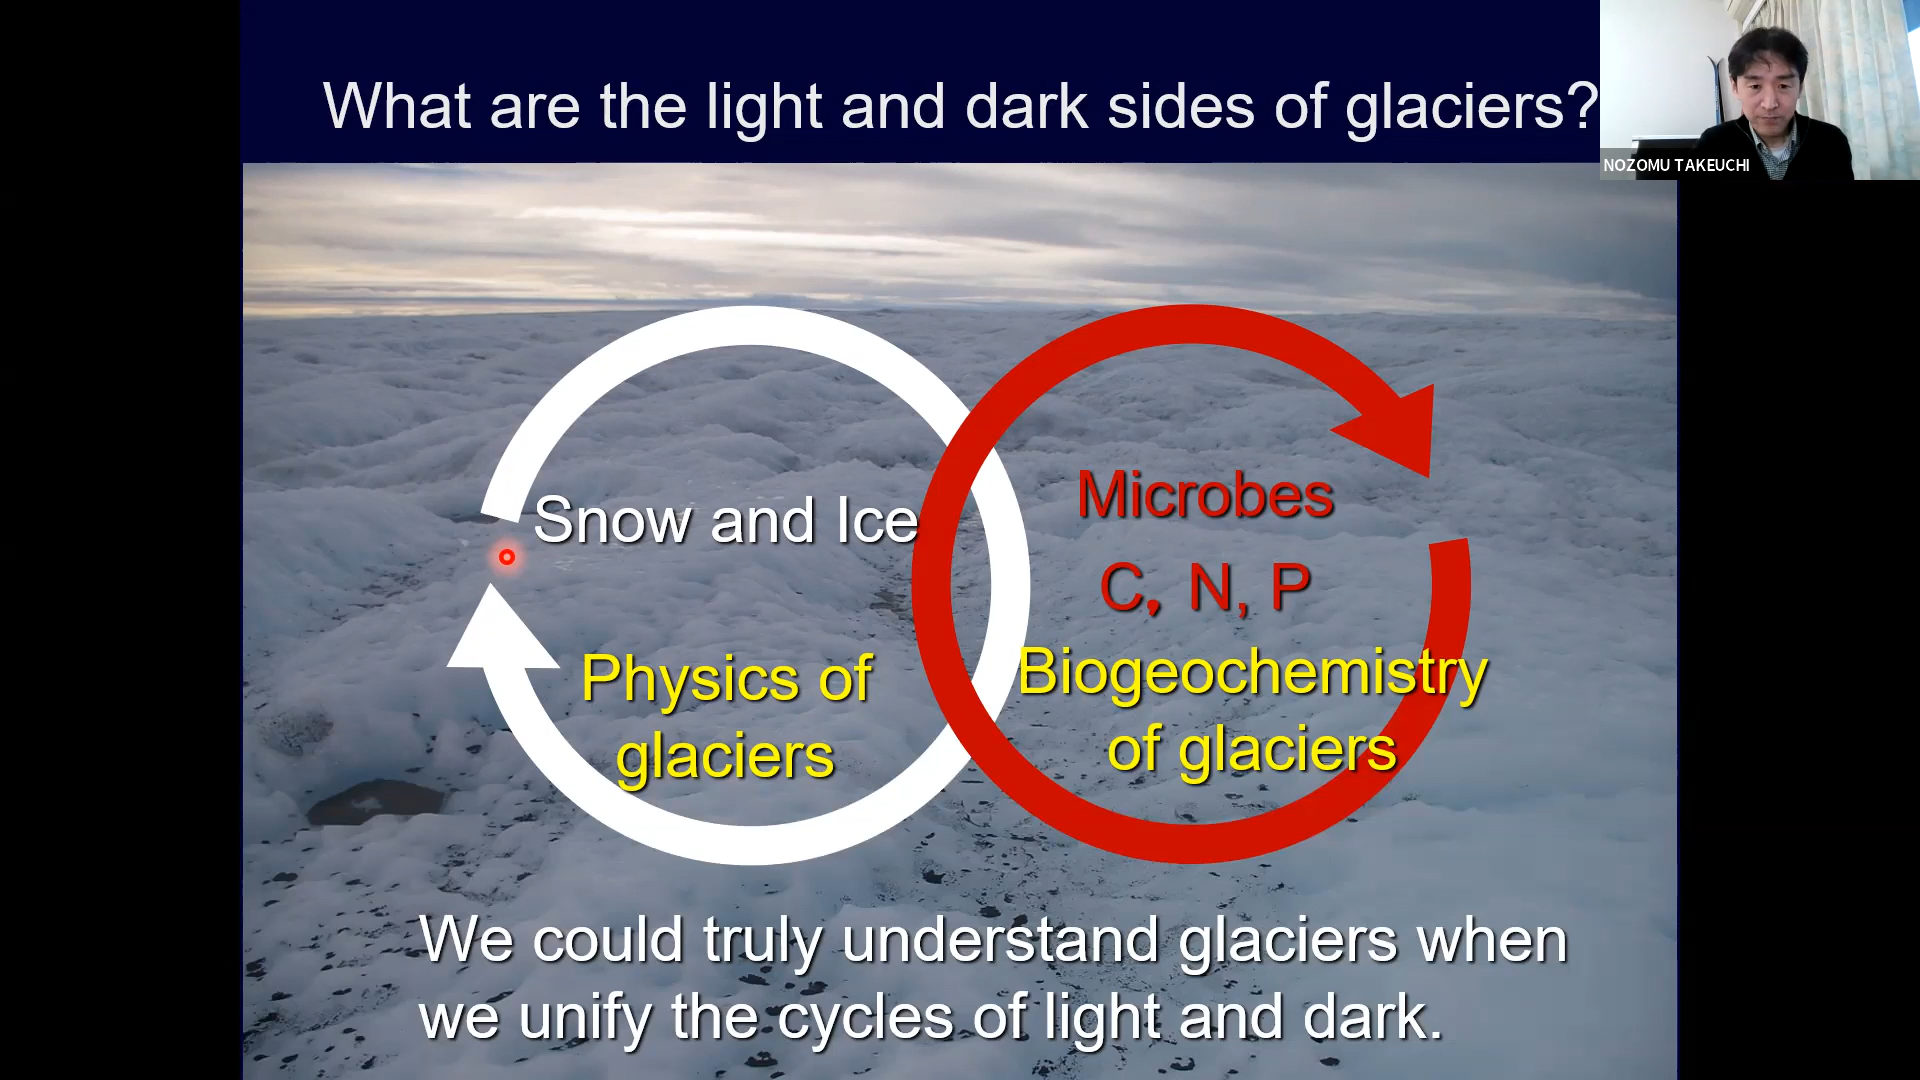 What are the light and dark sides of glaciers?
NOZOMU TAKEUCHI
Snow and Ice
Physics of
glaciers
Microbes
C, N, P
Biogeochemistry
of glaciers
We could truly understand glaciers when
we unify the cycles of light and dark.